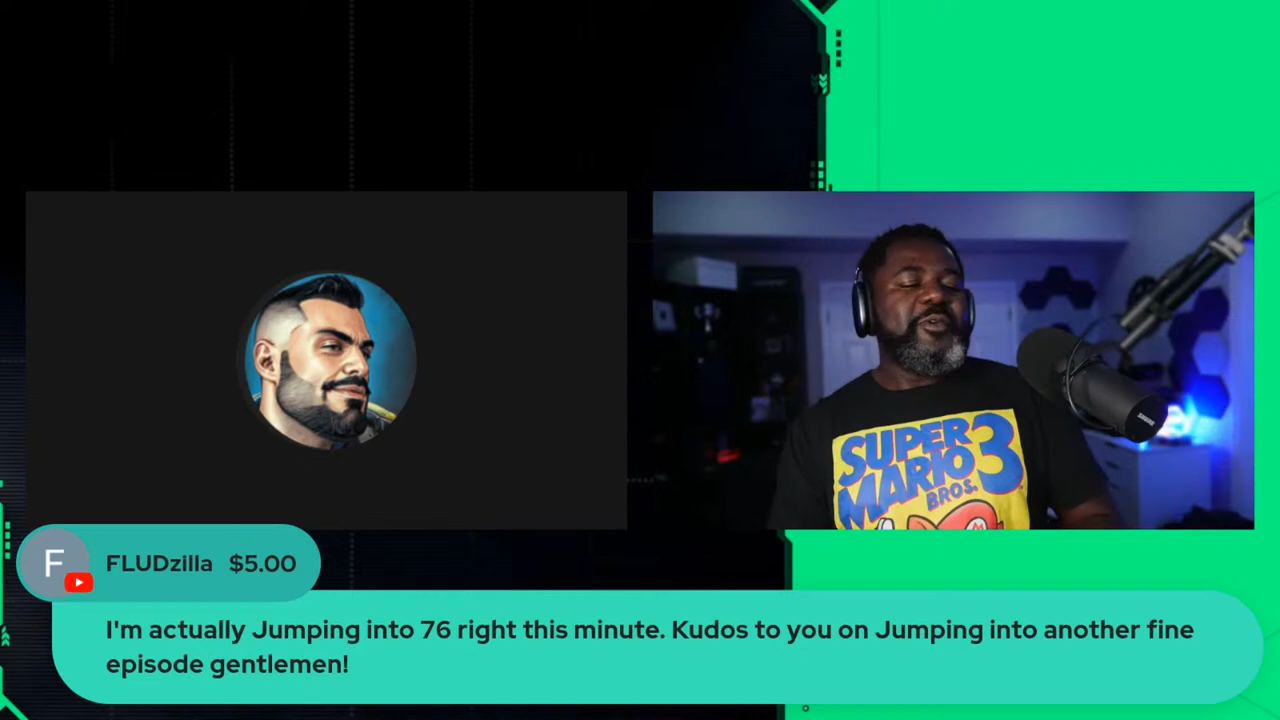 SUPER
MARIO 3
BROS.
M
SHURE
F
FLUDzilla $5.00
I'm actually Jumping into 76 right this minute. Kudos to you on Jumping into another fine
episode gentlemen!